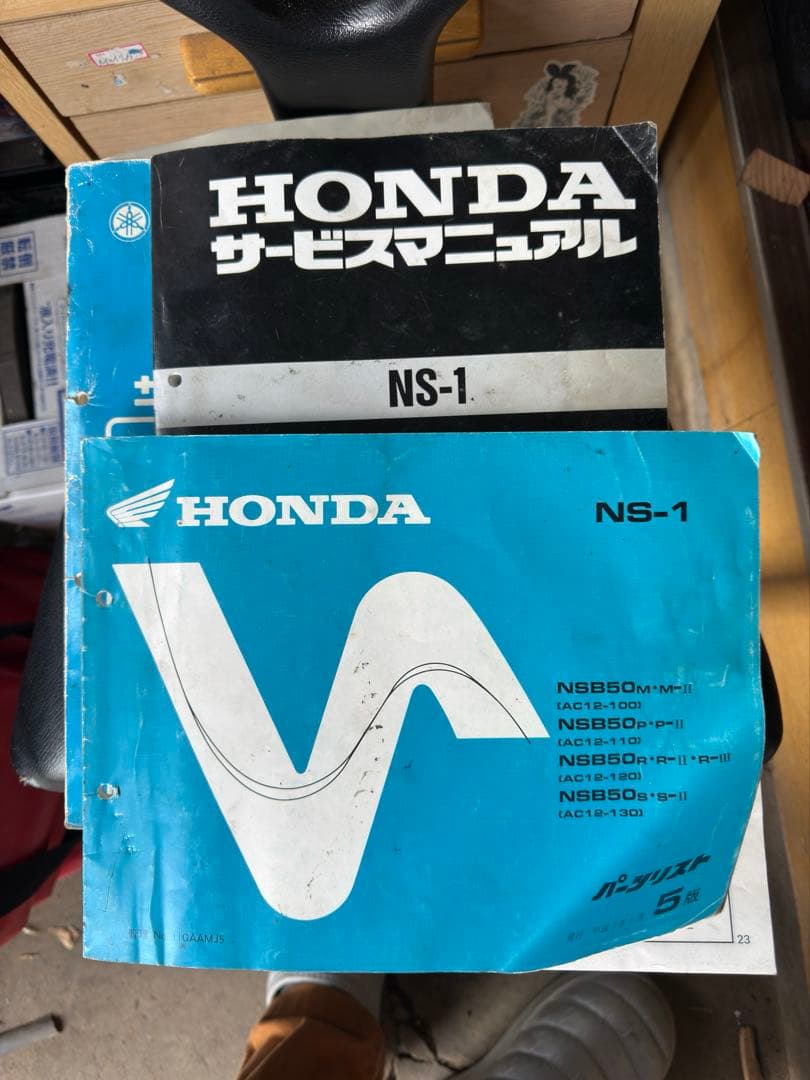 HONDA
サービスマニュアル
NS-1
HONDA
NS-1
NSB50M・M-II
(AC12-100)
NSB50P・P-II
(AC12-110)
NSB50R・R-II・R-III
(AC12-120)
NSB50S・S-II
(AC12-130)
パーツリスト
5版
23